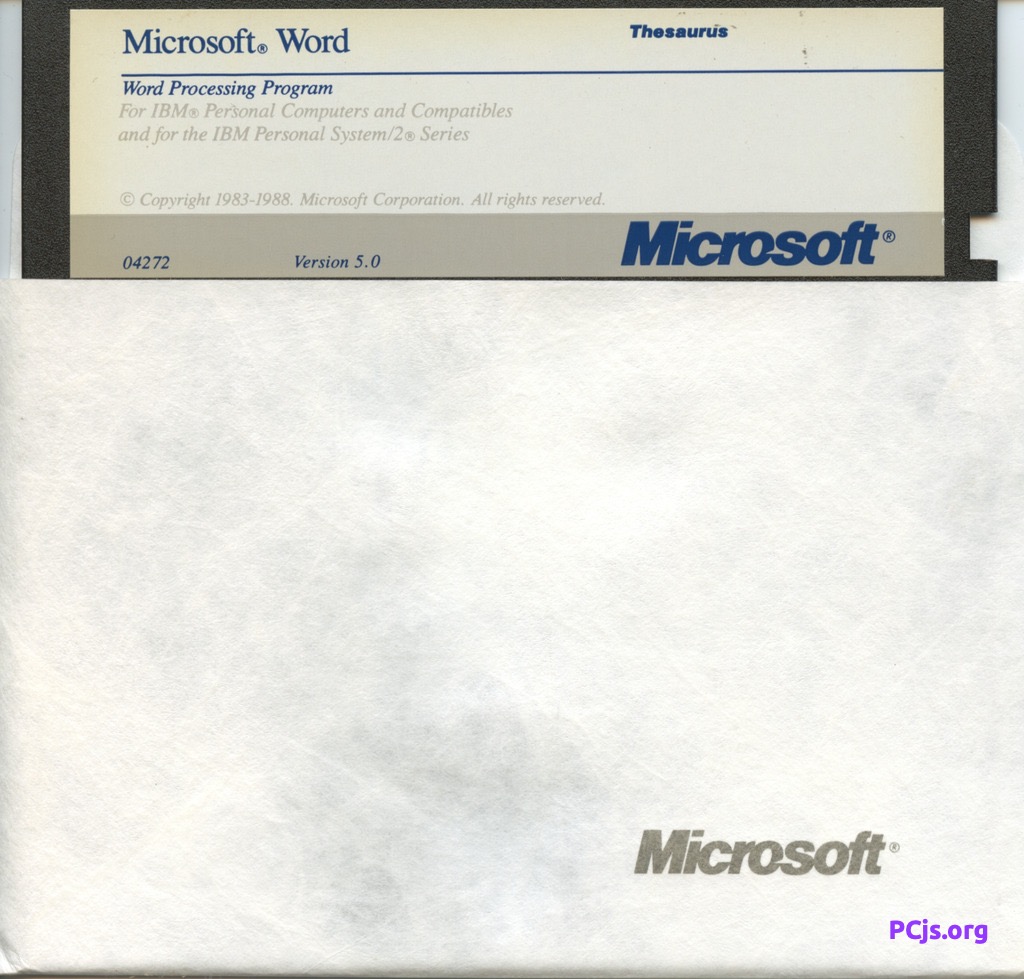 Microsoft® Word
Thesaurus
Word Processing Program
For IBM® Personal Computers and Compatibles
and for the IBM Personal System/2® Series
© Copyright 1983-1988. Microsoft Corporation. All rights reserved.
04272 Version 5.0
Microsoft®
Microsoft®
PCjs.org